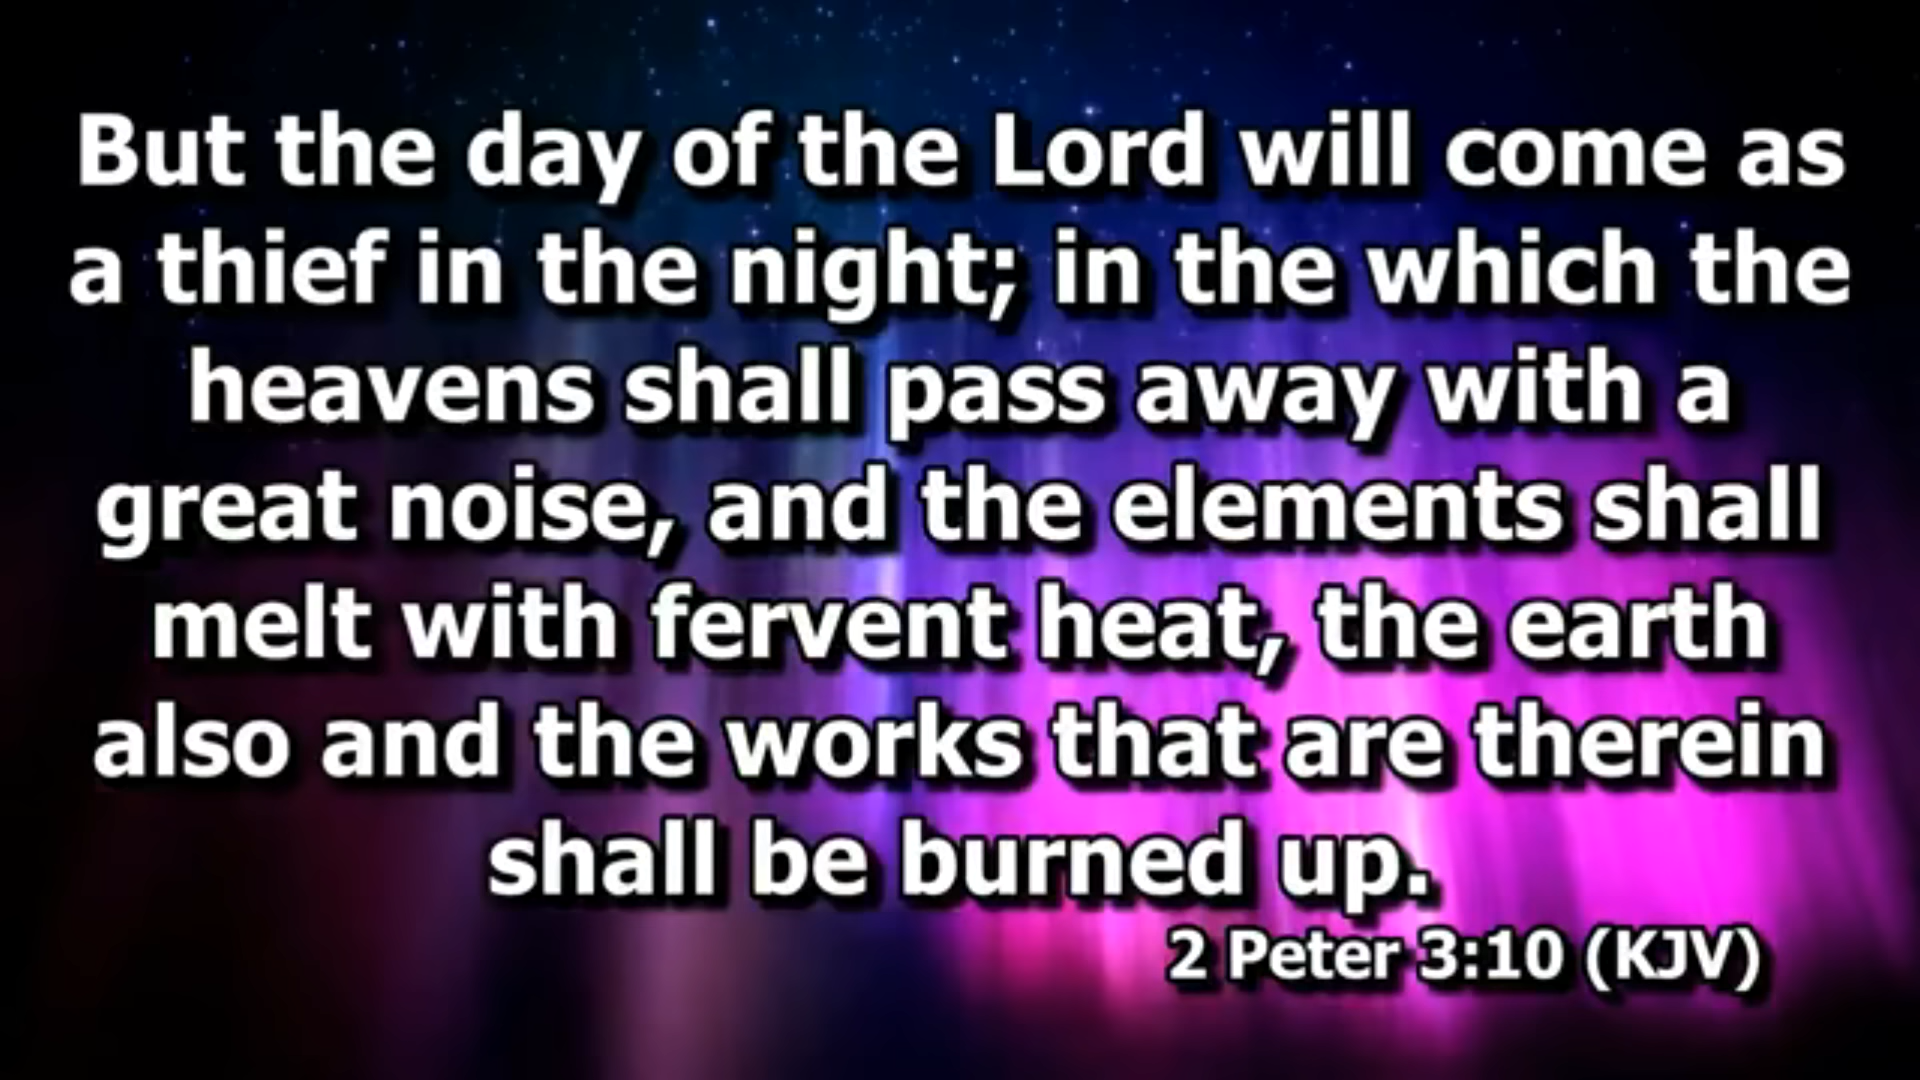 But the day of the Lord will come as
a thief in the night; in the which the
heavens shall pass away with a
great noise, and the elements shall
melt with fervent heat, the earth
also and the works that are therein
shall be burned up.
2 Peter 3:10 (KJV)